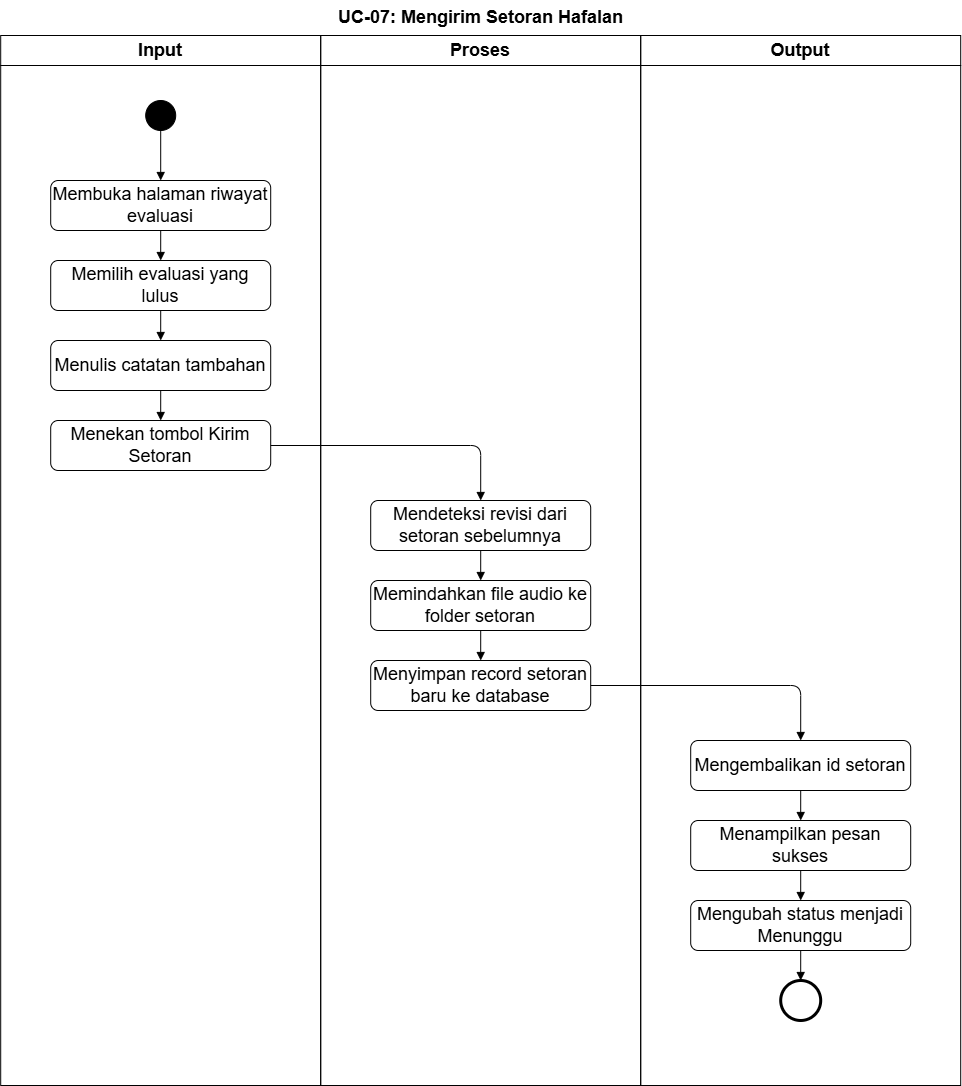 UC-07: Mengirim Setoran Hafalan
Input
Proses
Output
Membuka halaman riwayat
evaluasi
Memilih evaluasi yang
lulus
Menulis catatan tambahan
Menekan tombol Kirim
Setoran
Mendeteksi revisi dari
setoran sebelumnya
Memindahkan file audio ke
folder setoran
Menyimpan record setoran
baru ke database
Mengembalikan id setoran
Menampilkan pesan
sukses
Mengubah status menjadi
Menunggu